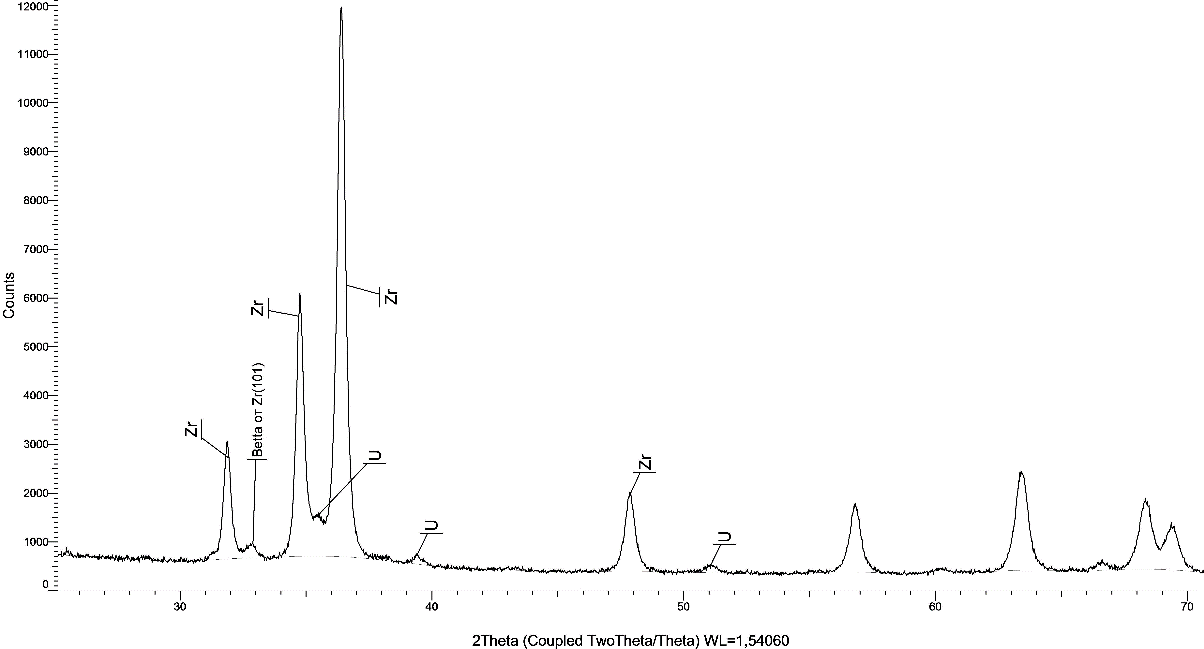 12000
11000
10000
9000
8000
7000
6000
5000
4000
3000
2000
1000
0
Counts
Zr
Betta от Zr(101)
Zr
Zr
U
U
Zr
U
30
40
50
60
70
2Theta (Coupled TwoTheta/Theta) WL=1,54060